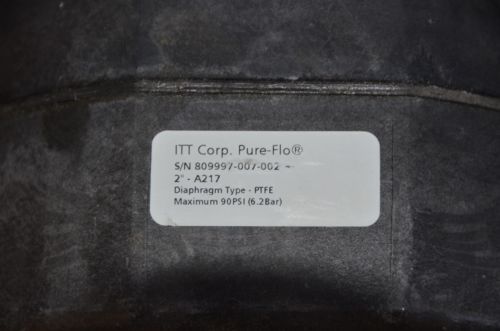 ITT Corp. Pure-Flo®
S/N 809997-007-002 ~
2" - A217
Diaphragm Type - PTFE
Maximum 90PSI (6.2Bar)